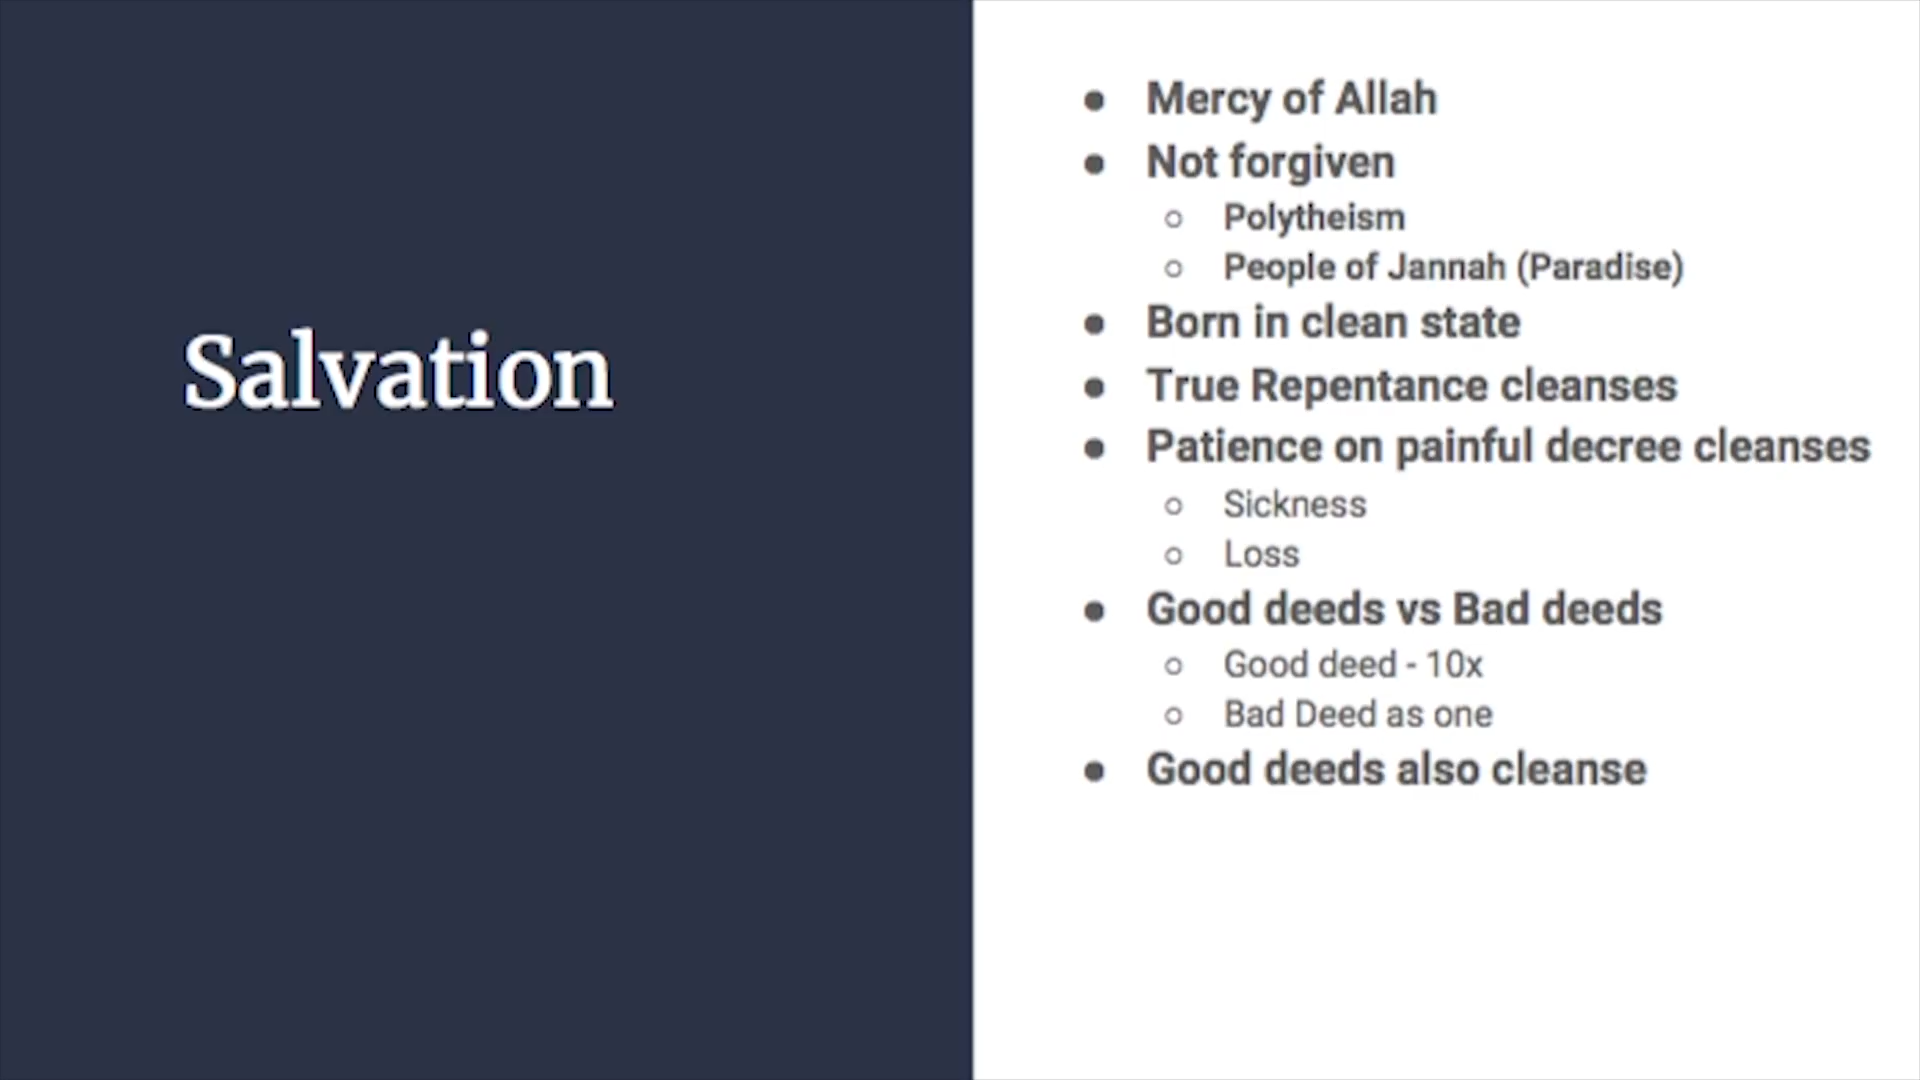 Salvation
● Mercy of Allah
● Not forgiven
○ Polytheism
○ People of Jannah (Paradise)
● Born in clean state
● True Repentance cleanses
● Patience on painful decree cleanses
○ Sickness
○ Loss
● Good deeds vs Bad deeds
○ Good deed - 10x
○ Bad Deed as one
● Good deeds also cleanse